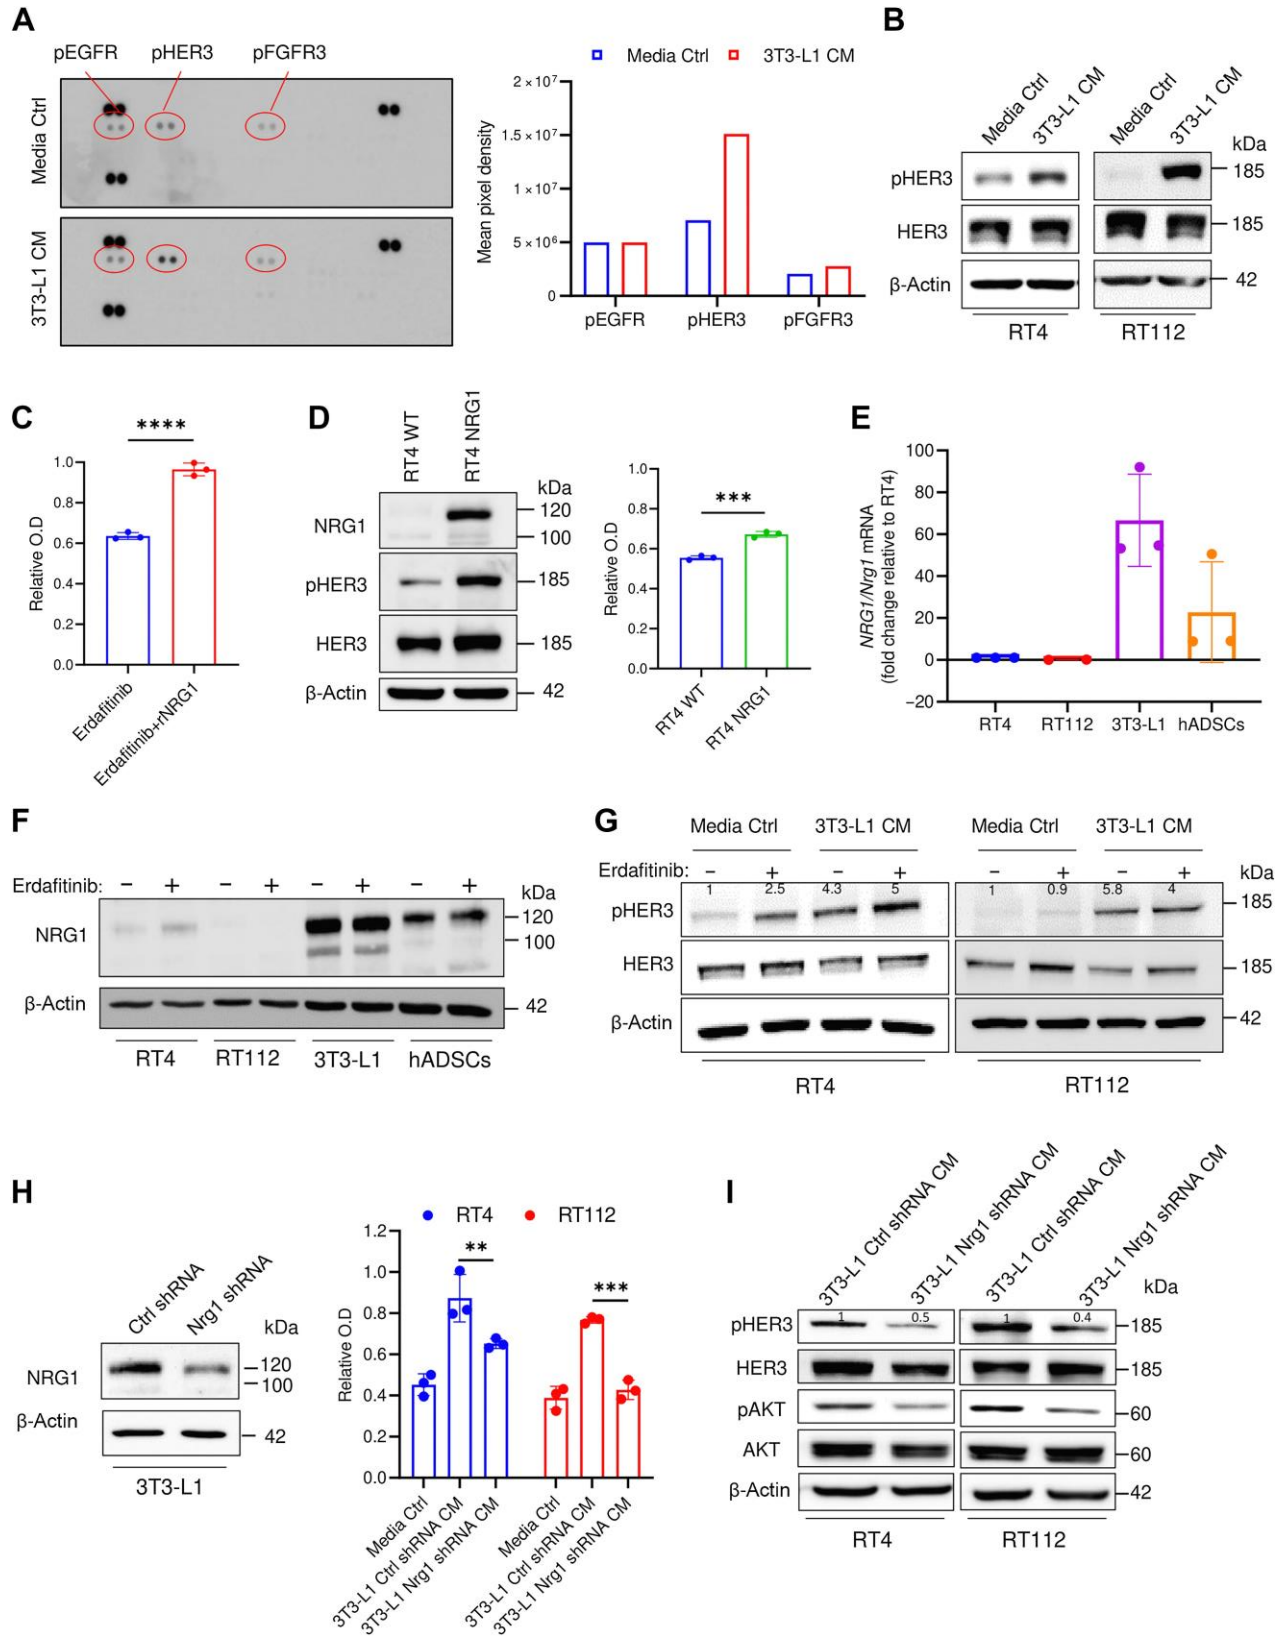 A
pEGFR pHER3 pFGFR3
Media Ctrl
3T3-L1 CM
Media Ctrl 3T3-L1 CM
Mean pixel density
2×10⁷
1.5×10⁷
1×10⁷
5×10⁶
0
pEGFR pHER3 pFGFR3
B
Media Ctrl 3T3-L1 CM Media Ctrl 3T3-L1 CM
kDa
pHER3 185
HER3 185
β-Actin 42
RT4 RT112
C
****
Relative O.D
1.0
0.8
0.6
0.4
0.2
0.0
Erdafitinib Erdafitinib+rNRG1
D
RT4 WT RT4 NRG1
kDa
NRG1 120
100
pHER3 185
HER3 185
β-Actin 42
***
Relative O.D
1.0
0.8
0.6
0.4
0.2
0.0
RT4 WT RT4 NRG1
E
NRG1/Nrg1 mRNA
(fold change relative to RT4)
100
80
60
40
20
0
−20
RT4 RT112 3T3-L1 hADSCs
F
Erdafitinib: − + − + − + − +
kDa
NRG1 120
100
β-Actin 42
RT4 RT112 3T3-L1 hADSCs
G
Media Ctrl 3T3-L1 CM Media Ctrl 3T3-L1 CM
Erdafitinib: − + − + − + − + kDa
1 2.5 4.3 5 1 0.9 5.8 4
pHER3 185
HER3 185
β-Actin 42
RT4 RT112
H
Ctrl shRNA Nrg1 shRNA
kDa
NRG1 120
100
β-Actin 42
3T3-L1
RT4 RT112
** ***
Relative O.D
1.2
1.0
0.8
0.6
0.4
0.2
0.0
Media Ctrl 3T3-L1 Ctrl shRNA CM 3T3-L1 Nrg1 shRNA CM Media Ctrl 3T3-L1 Ctrl shRNA CM 3T3-L1 Nrg1 shRNA CM
I
3T3-L1 Ctrl shRNA CM 3T3-L1 Nrg1 shRNA CM 3T3-L1 Ctrl shRNA CM 3T3-L1 Nrg1 shRNA CM
kDa
1 0.5 1 0.4
pHER3 185
HER3 185
pAKT 60
AKT 60
β-Actin 42
RT4 RT112